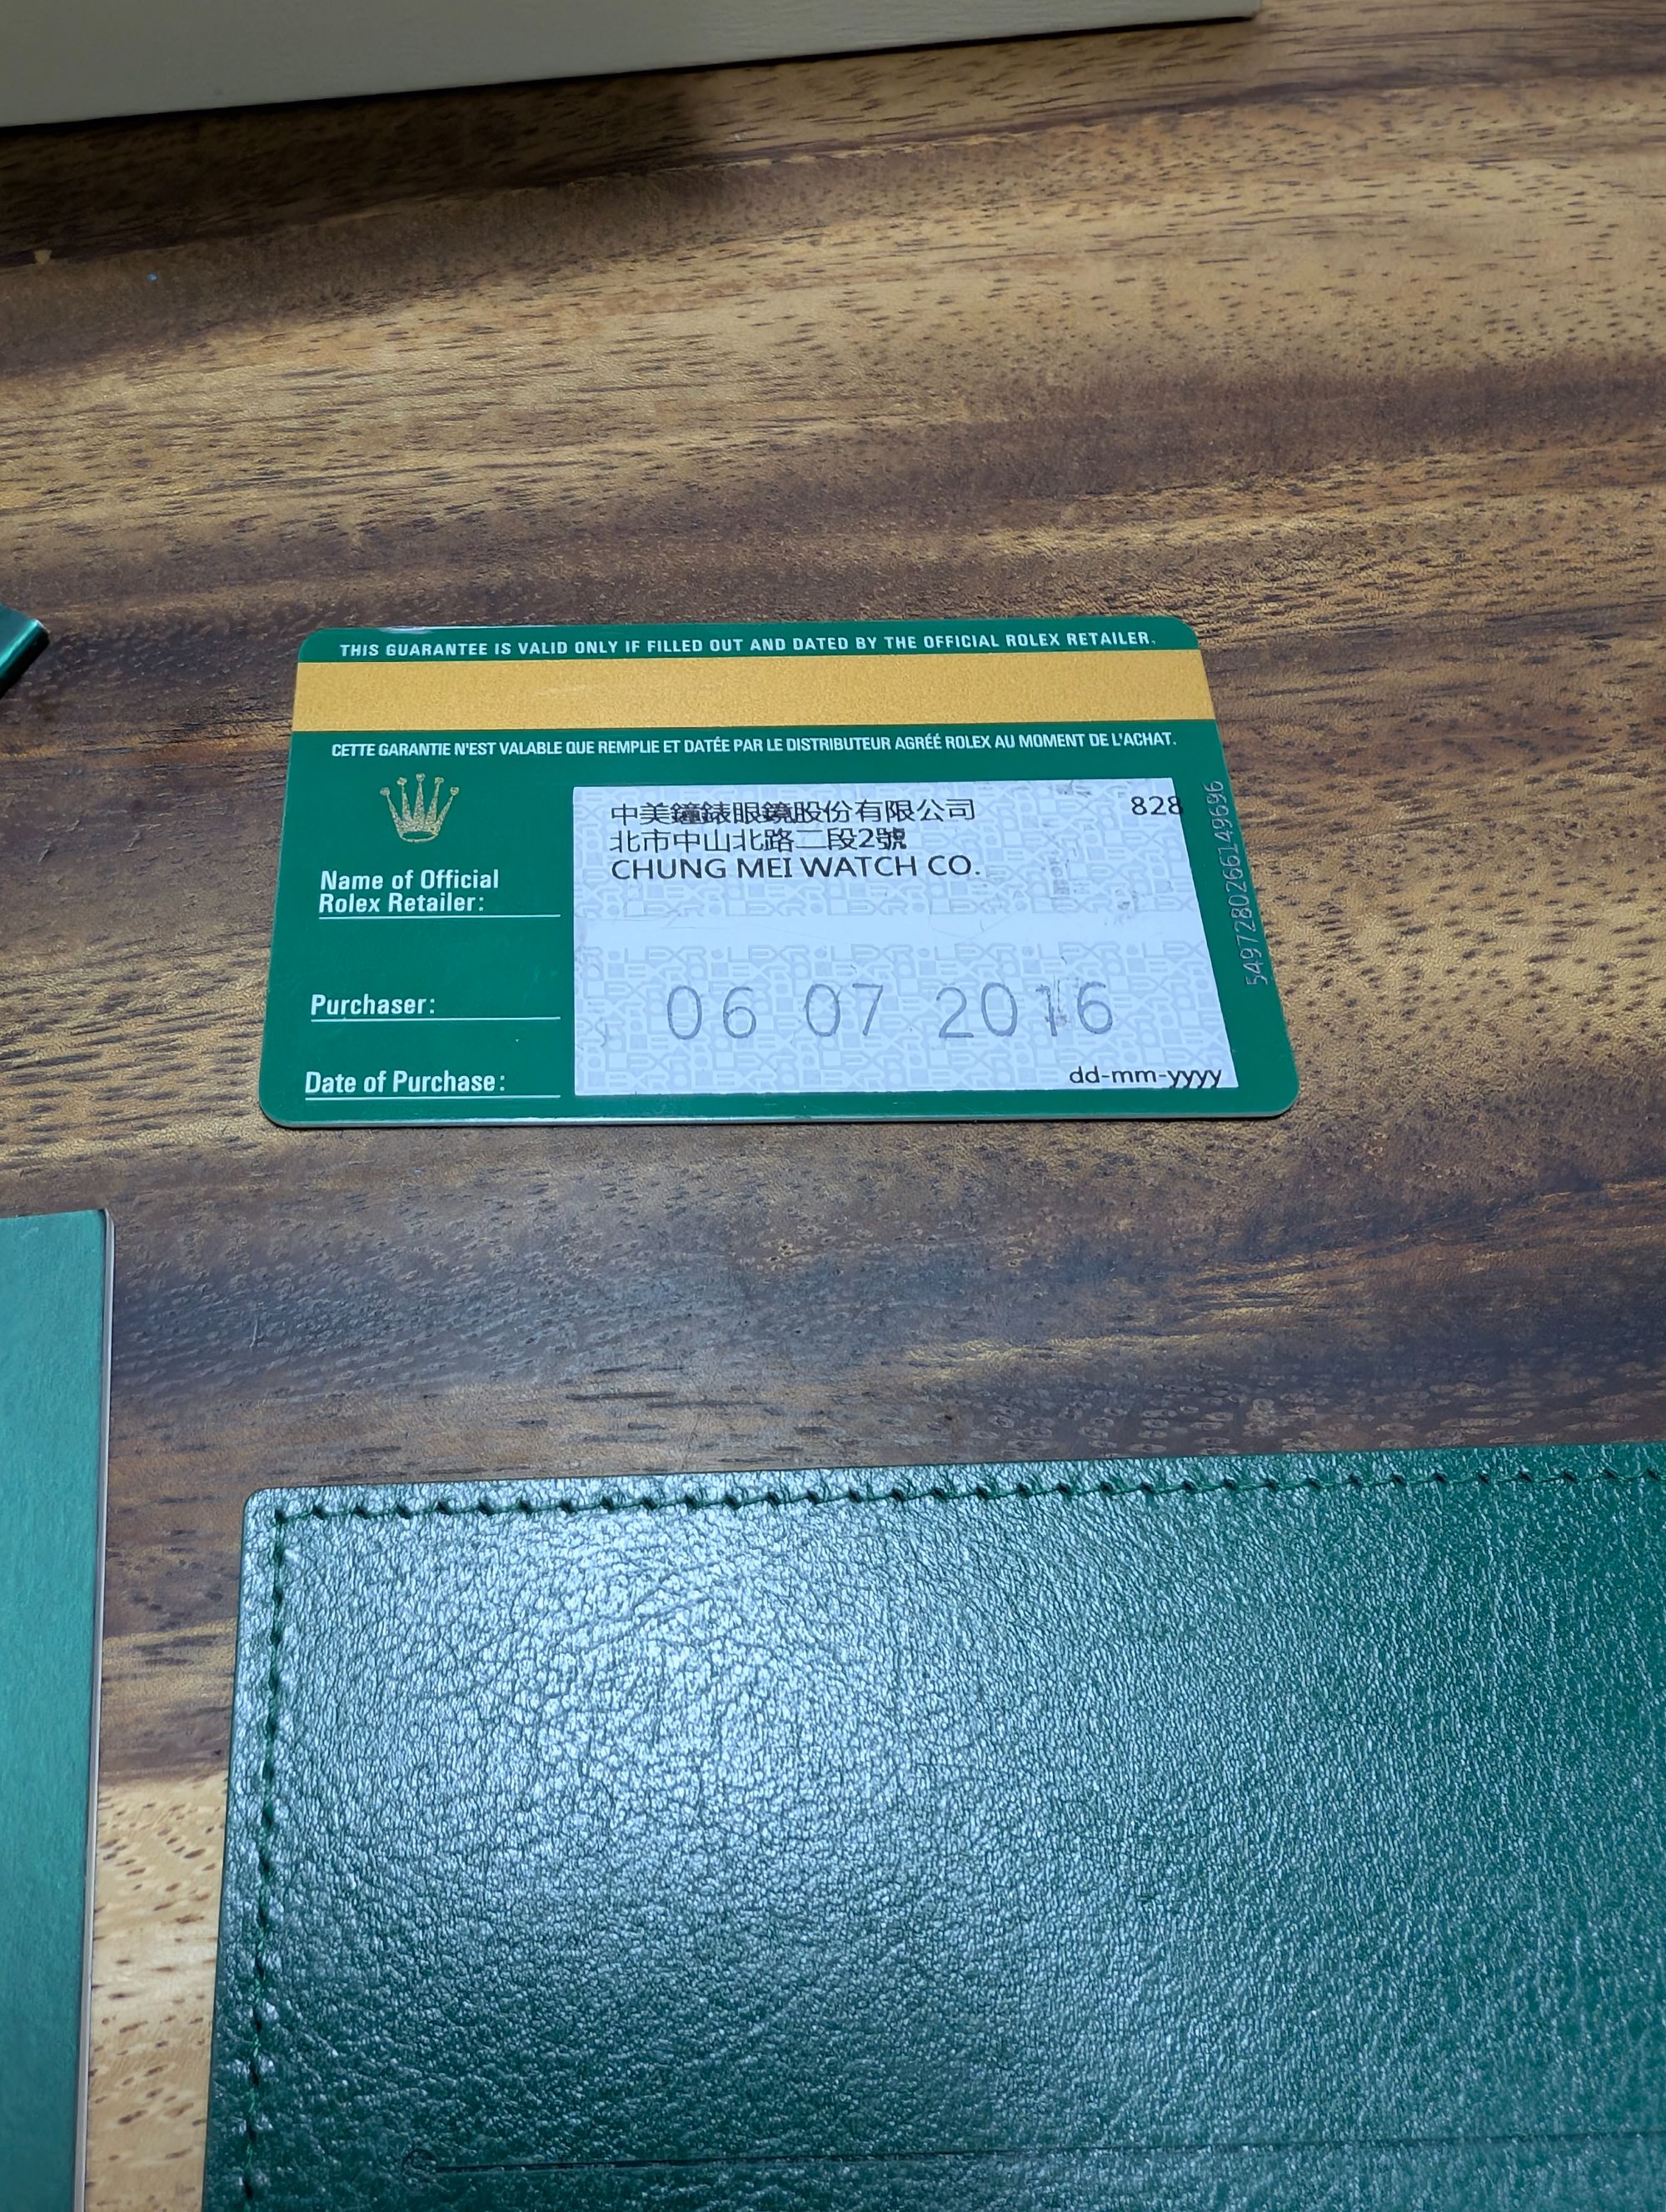 THIS GUARANTEE IS VALID ONLY IF FILLED OUT AND DATED BY THE OFFICIAL ROLEX RETAILER.
CETTE GARANTIE N'EST VALABLE QUE REMPLIE ET DATÉE PAR LE DISTRIBUTEUR AGRÉÉ ROLEX AU MOMENT DE L'ACHAT.
中美鐘錶眼鏡股份有限公司 828
北市中山北路二段2號
CHUNG MEI WATCH CO.
Name of Official
Rolex Retailer:
Purchaser:
06 07 2016
Date of Purchase:
dd-mm-yyyy
5497280266149696